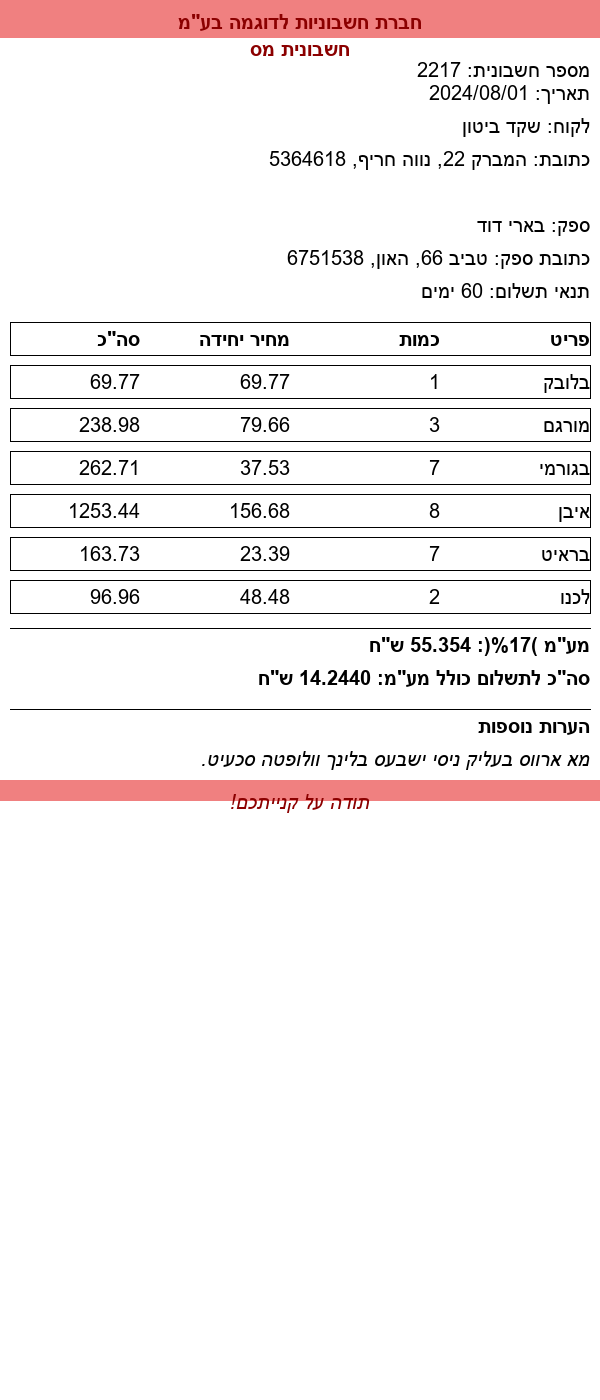 חברת חשבוניות לדוגמה בע"מ
חשבונית מס
מספר חשבונית: 2217
תאריך: 2024/08/01
לקוח: שקד ביטון
כתובת: המברק 22, נווה חריף, 5364618
ספק: בארי דוד
כתובת ספק: טביב 66, האון, 6751538
תנאי תשלום: 60 ימים
פריט כמות מחיר יחידה סה"כ
בלובק 1 69.77 69.77
מורגם 3 79.66 238.98
בגורמי 7 37.53 262.71
איבן 8 156.68 1253.44
בראיט 7 23.39 163.73
לכנו 2 48.48 96.96
מע"מ )17%(: 55.354 ש"ח
סה"כ לתשלום כולל מע"מ: 14.2440 ש"ח
הערות נוספות
מא ארווס בעליק ניסי ישבעס בלינך וולופטה סכעיט.
תודה על קנייתכם!